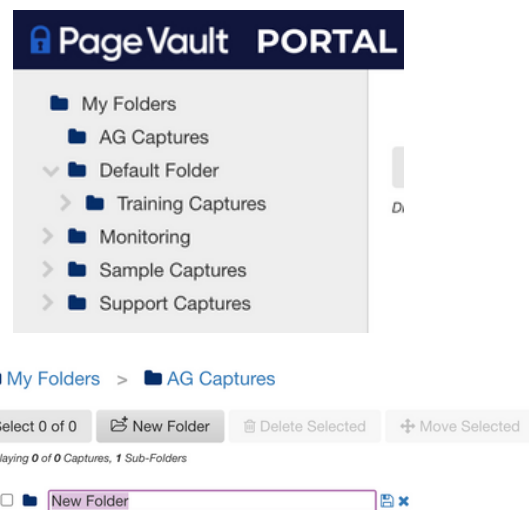 Page Vault PORTAL
My Folders
AG Captures
Default Folder
Training Captures
Monitoring
Sample Captures
Support Captures
My Folders > AG Captures
Select 0 of 0 New Folder Delete Selected Move Selected
laying 0 of 0 Captures, 1 Sub-Folders
New Folder